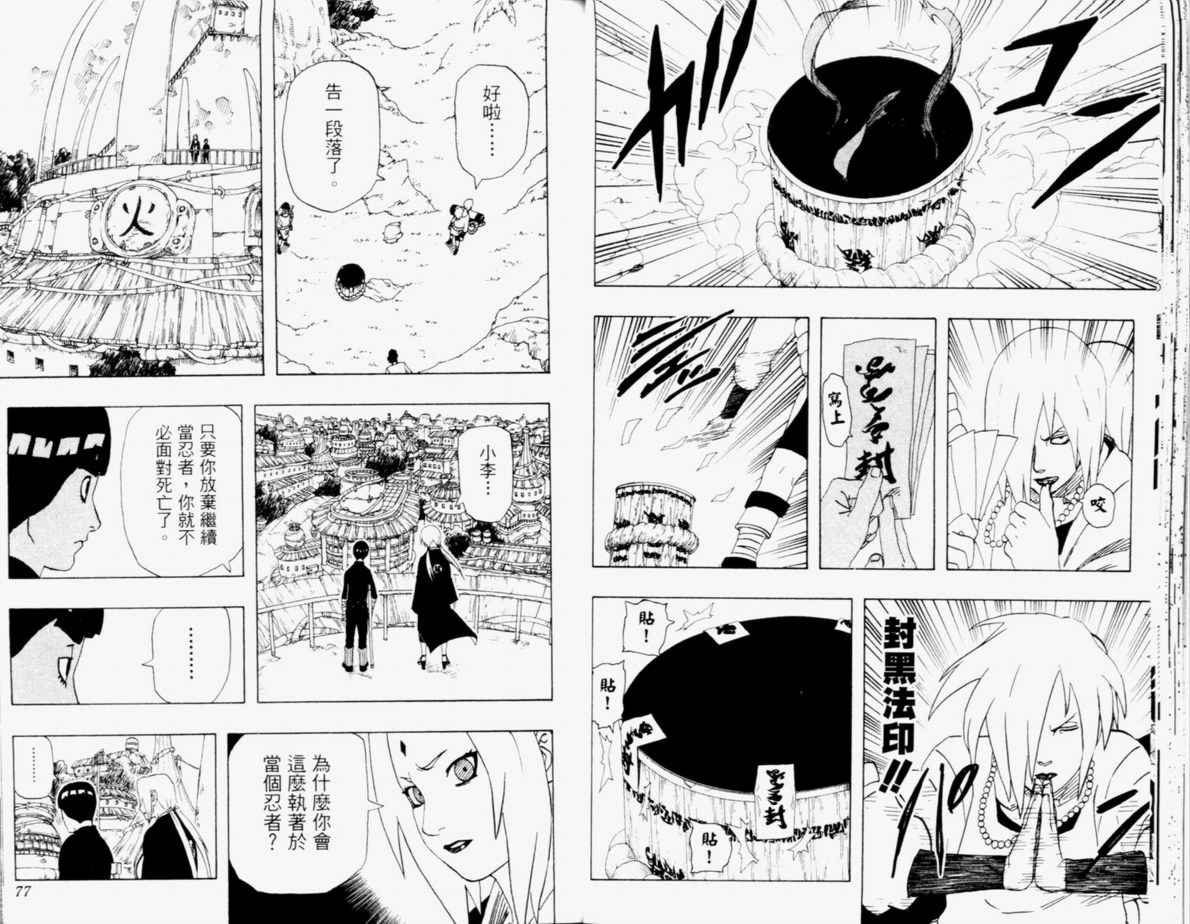 咬
寫上
封黑法印!!
貼!
貼!
貼!
好啦……
告一段落了。
火
小李…
只要你放棄繼續
當忍者，你就不
必面對死亡了。
…………
為什麼你會
這麼執著於
當個忍者?
……
77